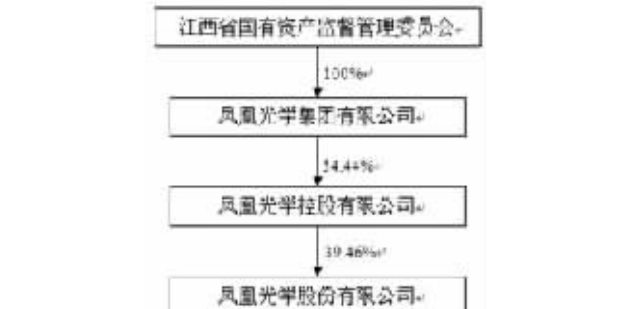 江西省国有资产监督管理委员会
100%
凤凰光学集团有限公司
凤凰光学控股有限公司
39.46%
凤凰光学股份有限公司